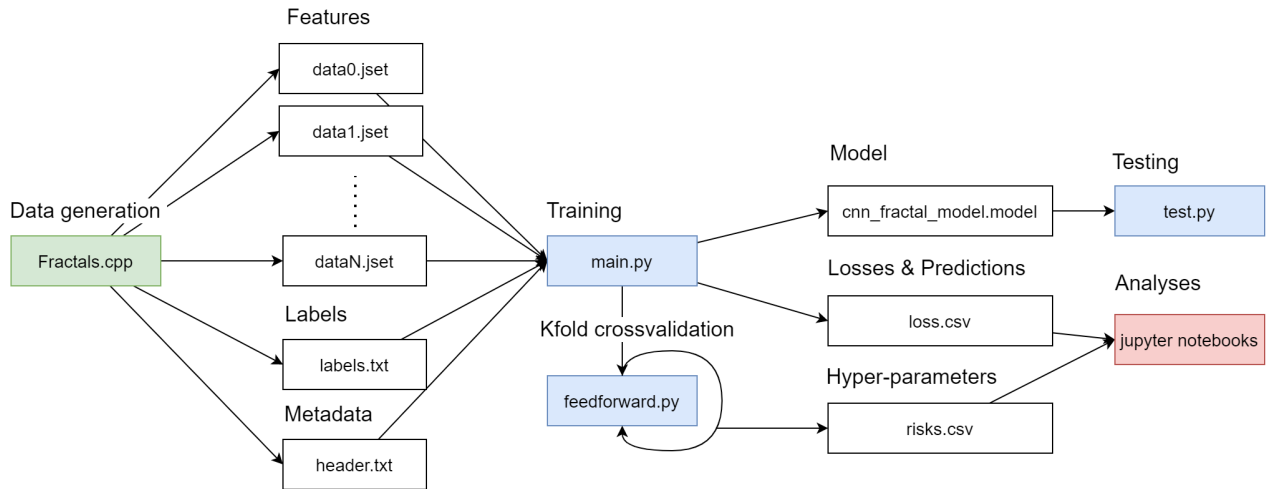 Features
data0.jset
data1.jset
Data generation
Fractals.cpp
dataN.jset
Labels
labels.txt
Metadata
header.txt
Training
main.py
Kfold crossvalidation
feedforward.py
Model
cnn_fractal_model.model
Losses & Predictions
loss.csv
Hyper-parameters
risks.csv
Testing
test.py
Analyses
jupyter notebooks